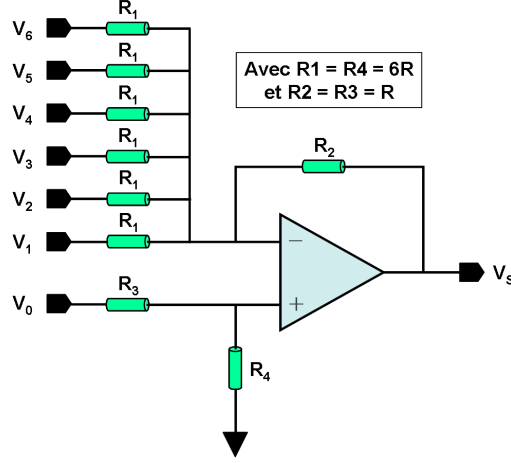 R1
V6
R1
V5
Avec R1 = R4 = 6R
et R2 = R3 = R
R1
V4
R1
V3
R2
R1
V2
R1
V1
−
VS
R3
V0
+
R4